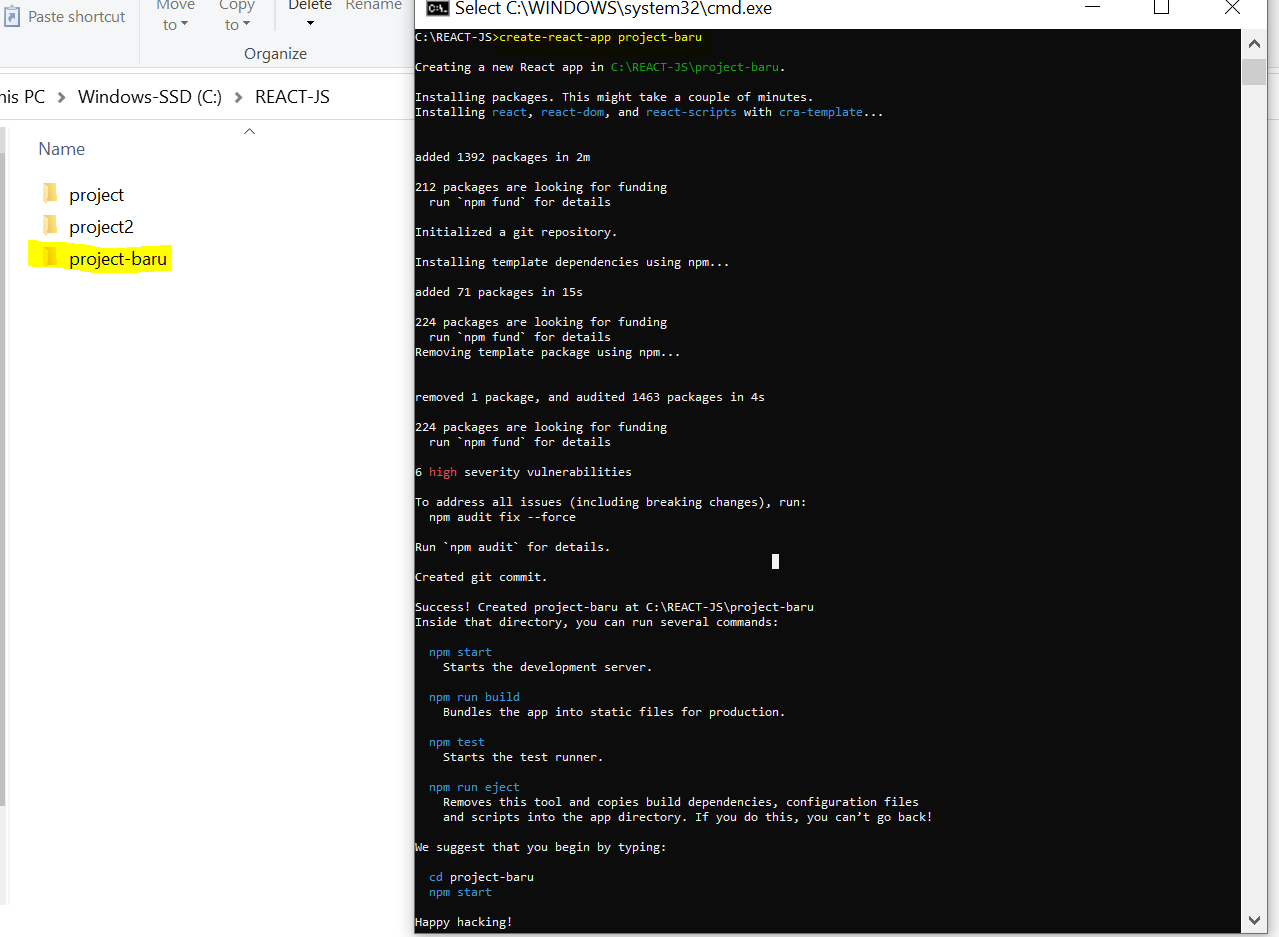 Paste shortcut
Move
to
Copy
to
Delete
Rename
Organize
his PC > Windows-SSD (C:) > REACT-JS
Name
project
project2
project-baru
Select C:\WINDOWS\system32\cmd.exe
C:\REACT-JS>create-react-app project-baru
Creating a new React app in C:\REACT-JS\project-baru.
Installing packages. This might take a couple of minutes.
Installing react, react-dom, and react-scripts with cra-template...
added 1392 packages in 2m
212 packages are looking for funding
run `npm fund` for details
Initialized a git repository.
Installing template dependencies using npm...
added 71 packages in 15s
224 packages are looking for funding
run `npm fund` for details
Removing template package using npm...
removed 1 package, and audited 1463 packages in 4s
224 packages are looking for funding
run `npm fund` for details
6 high severity vulnerabilities
To address all issues (including breaking changes), run:
npm audit fix --force
Run `npm audit` for details.
Created git commit.
Success! Created project-baru at C:\REACT-JS\project-baru
Inside that directory, you can run several commands:
npm start
Starts the development server.
npm run build
Bundles the app into static files for production.
npm test
Starts the test runner.
npm run eject
Removes this tool and copies build dependencies, configuration files
and scripts into the app directory. If you do this, you can’t go back!
We suggest that you begin by typing:
cd project-baru
npm start
Happy hacking!